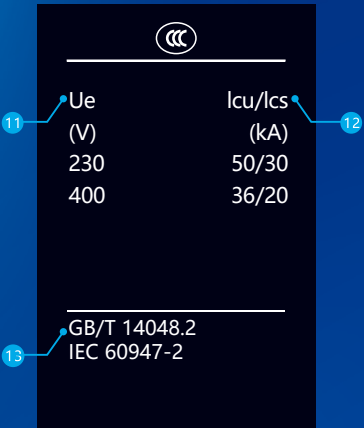 CCC
11 Ue Icu/Ics 12
(V) (kA)
230 50/30
400 36/20
GB/T 14048.2
13 IEC 60947-2